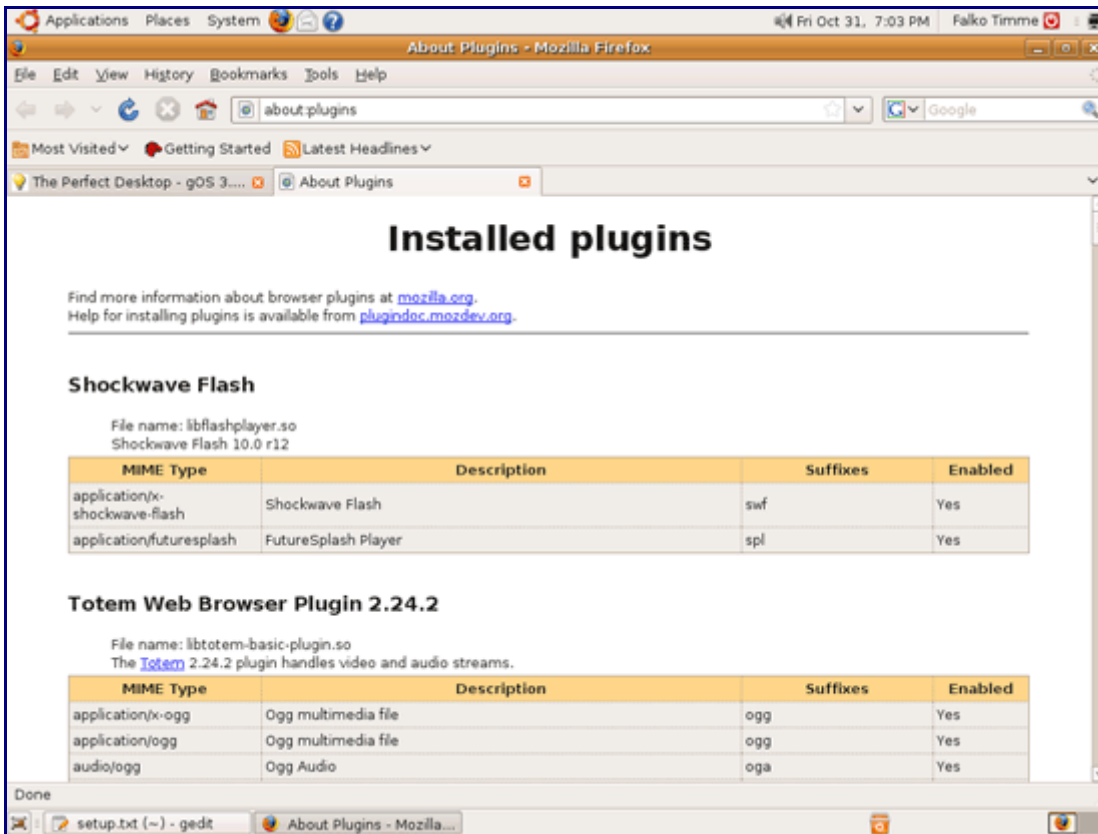 Applications Places System Fri Oct 31, 7:03 PM Falko Timme
About Plugins - Mozilla Firefox
File Edit View History Bookmarks Tools Help
about:plugins Google
Most Visited Getting Started Latest Headlines
The Perfect Desktop - gOS 3.... About Plugins
Installed plugins
Find more information about browser plugins at mozilla.org.
Help for installing plugins is available from plugindoc.mozdev.org.
Shockwave Flash
File name: libflashplayer.so
Shockwave Flash 10.0 r12
MIME Type Description Suffixes Enabled
application/x-shockwave-flash Shockwave Flash swf Yes
application/futuresplash FutureSplash Player spl Yes
Totem Web Browser Plugin 2.24.2
File name: libtotem-basic-plugin.so
The Totem 2.24.2 plugin handles video and audio streams.
MIME Type Description Suffixes Enabled
application/x-ogg Ogg multimedia file ogg Yes
application/ogg Ogg multimedia file ogg Yes
audio/ogg Ogg Audio oga Yes
Done
setup.txt (~) - gedit About Plugins - Mozilla...